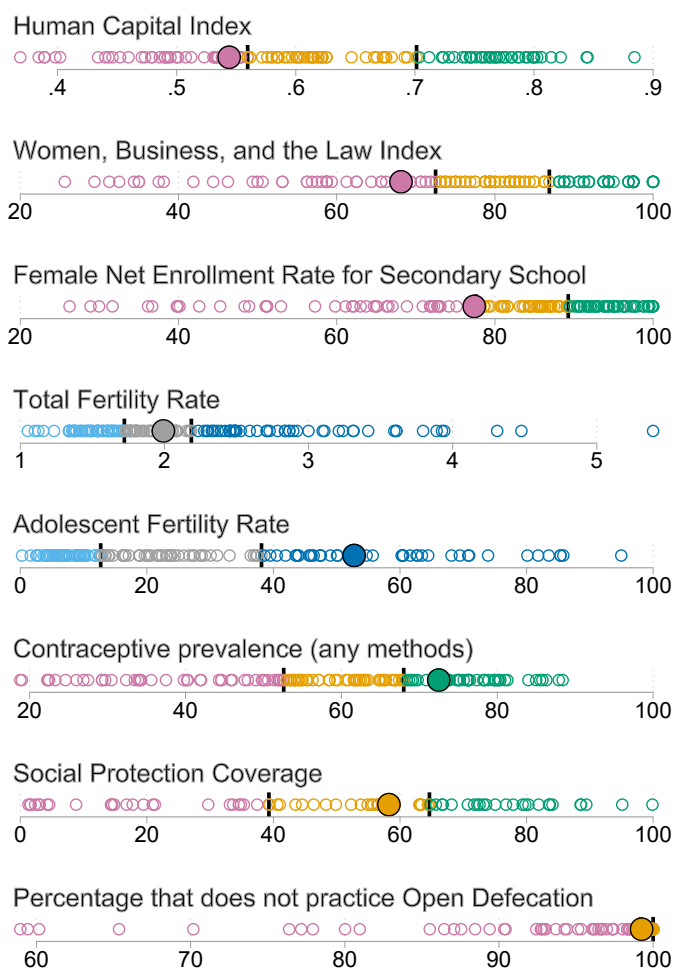 Human Capital Index
.4 .5 .6 .7 .8 .9
Women, Business, and the Law Index
20 40 60 80 100
Female Net Enrollment Rate for Secondary School
20 40 60 80 100
Total Fertility Rate
1 2 3 4 5
Adolescent Fertility Rate
0 20 40 60 80 100
Contraceptive prevalence (any methods)
20 40 60 80 100
Social Protection Coverage
0 20 40 60 80 100
Percentage that does not practice Open Defecation
60 70 80 90 100